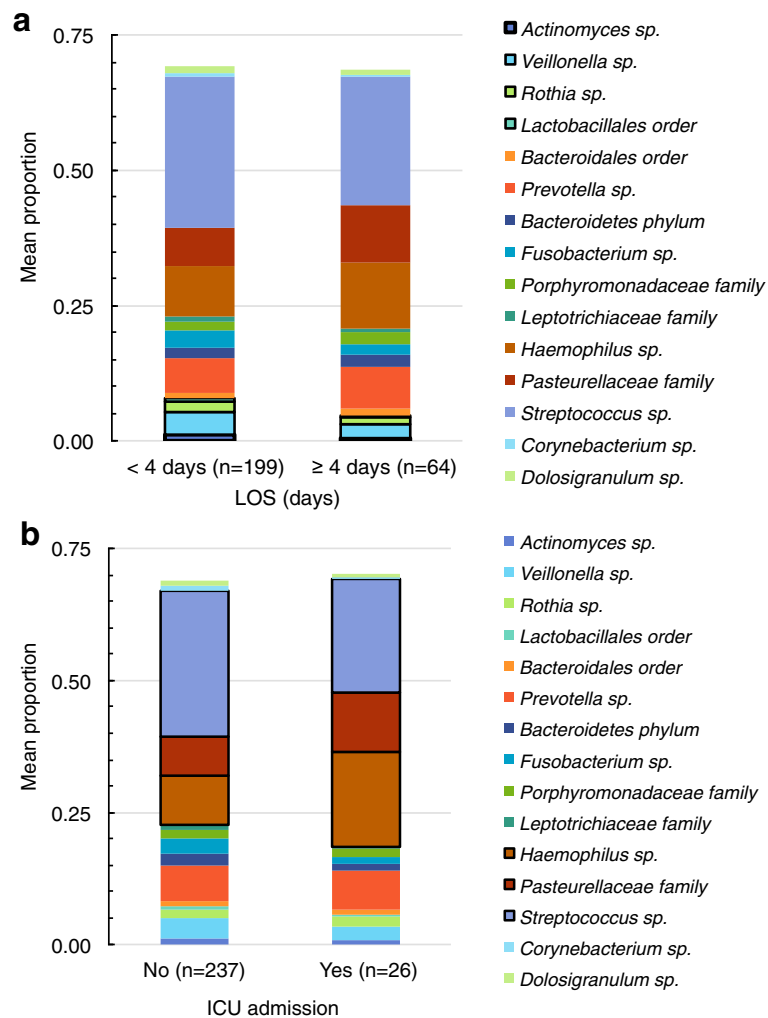 a
0.75
0.50
0.25
0.00
Mean proportion
< 4 days (n=199)
≥ 4 days (n=64)
LOS (days)
Actinomyces sp.
Veillonella sp.
Rothia sp.
Lactobacillales order
Bacteroidales order
Prevotella sp.
Bacteroidetes phylum
Fusobacterium sp.
Porphyromonadaceae family
Leptotrichiaceae family
Haemophilus sp.
Pasteurellaceae family
Streptococcus sp.
Corynebacterium sp.
Dolosigranulum sp.
b
0.75
0.50
0.25
0.00
Mean proportion
No (n=237)
Yes (n=26)
ICU admission
Actinomyces sp.
Veillonella sp.
Rothia sp.
Lactobacillales order
Bacteroidales order
Prevotella sp.
Bacteroidetes phylum
Fusobacterium sp.
Porphyromonadaceae family
Leptotrichiaceae family
Haemophilus sp.
Pasteurellaceae family
Streptococcus sp.
Corynebacterium sp.
Dolosigranulum sp.